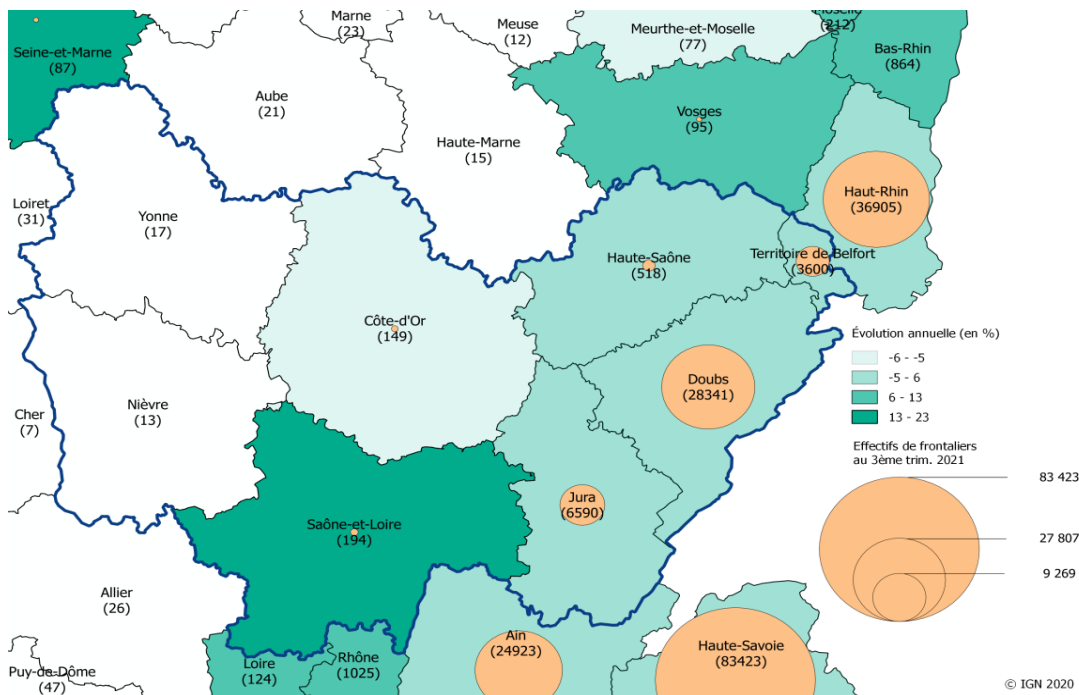 Marne
(23)
Meuse
(12)
Meurthe-et-Moselle
(77)
Moselle
(212)
Bas-Rhin
(864)
Seine-et-Marne
(87)
Aube
(21)
Vosges
(95)
Haute-Marne
(15)
Haut-Rhin
(36905)
Loiret
(31)
Yonne
(17)
Haute-Saône
(518)
Territoire de Belfort
(3600)
Côte-d'Or
(149)
Évolution annuelle (en %)
-6 - -5
-5 - 6
6 - 13
13 - 23
Doubs
(28341)
Cher
(7)
Nièvre
(13)
Effectifs de frontaliers
au 3ème trim. 2021
83 423
27 807
9 269
Jura
(6590)
Saône-et-Loire
(194)
Allier
(26)
Puy-de-Dôme
(47)
Loire
(124)
Rhône
(1025)
Ain
(24923)
Haute-Savoie
(83423)
© IGN 2020